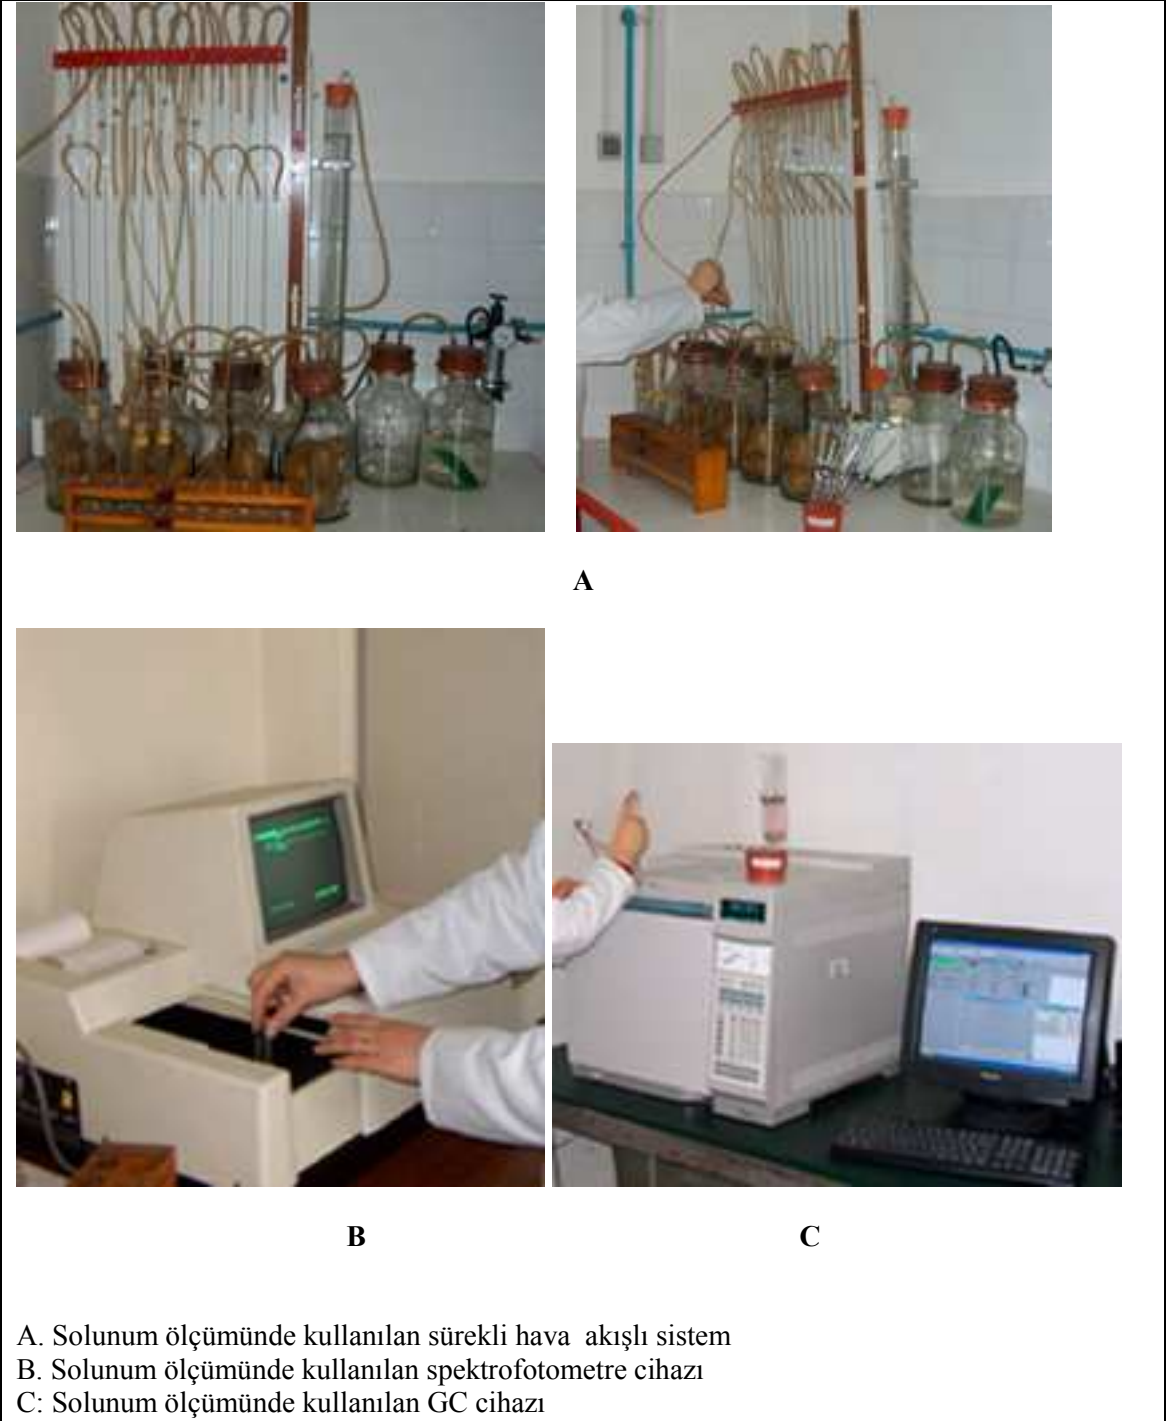 A
B
C
A. Solunum ölçümünde kullanılan sürekli hava  akışlı sistem
B. Solunum ölçümünde kullanılan spektrofotometre cihazı
C: Solunum ölçümünde kullanılan GC cihazı